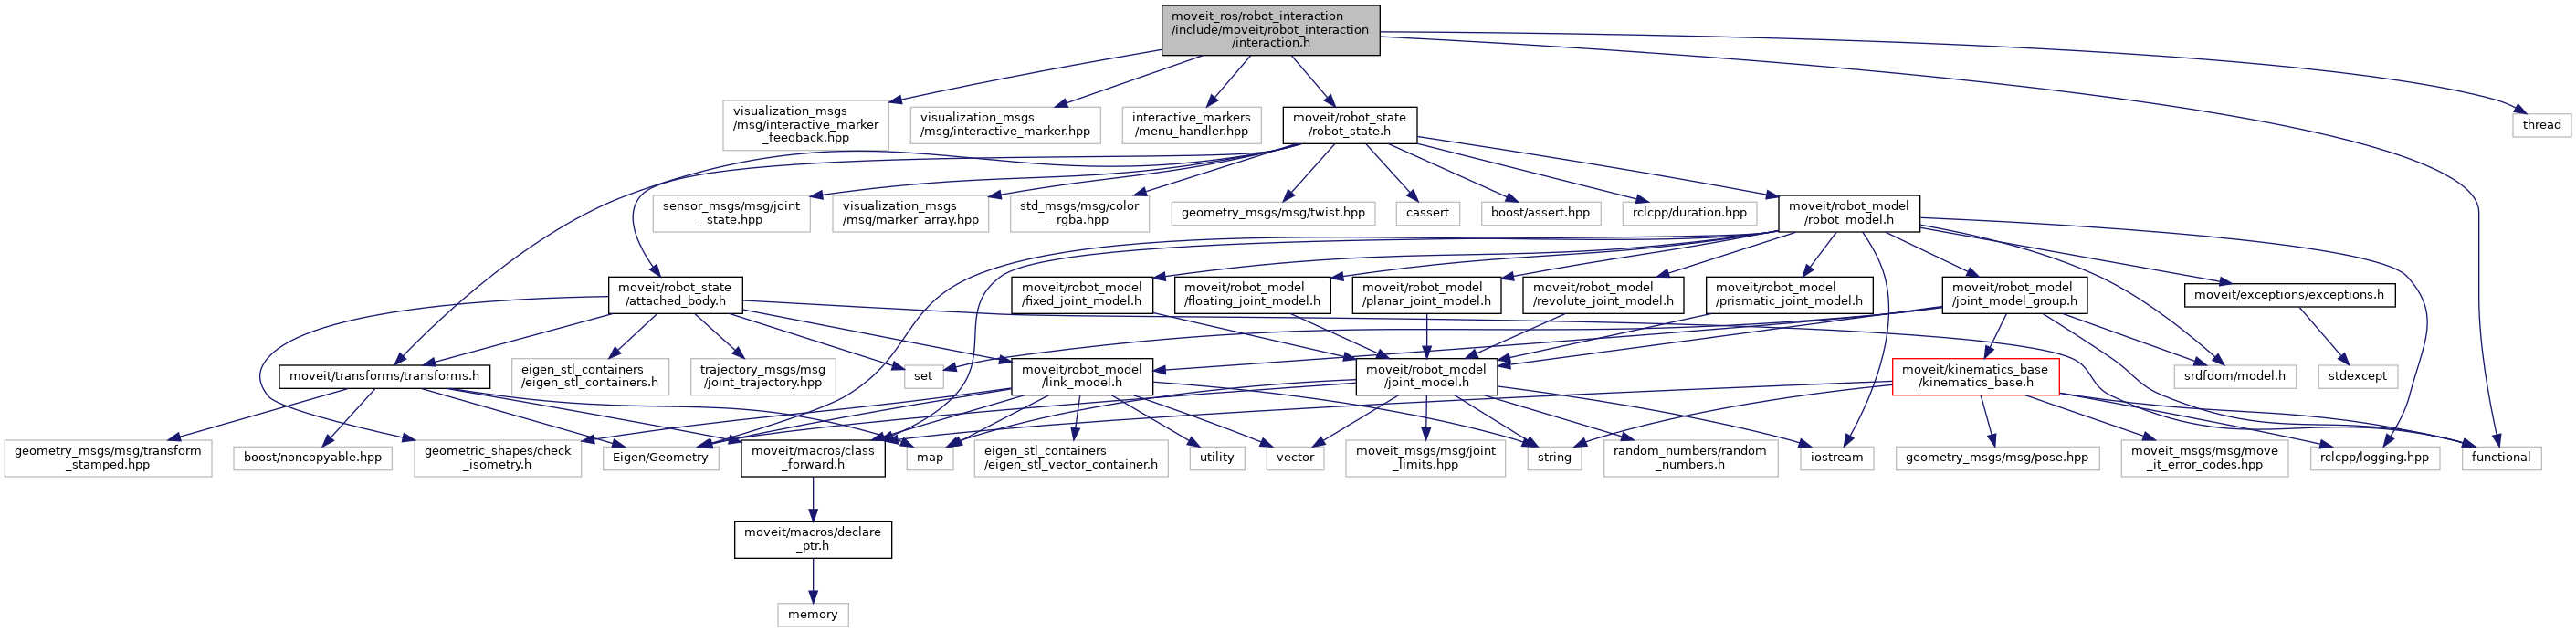 moveit_ros/robot_interaction
/include/moveit/robot_interaction
/interaction.h
visualization_msgs
/msg/interactive_marker
_feedback.hpp
visualization_msgs
/msg/interactive_marker.hpp
interactive_markers
/menu_handler.hpp
moveit/robot_state
/robot_state.h
thread
sensor_msgs/msg/joint
_state.hpp
visualization_msgs
/msg/marker_array.hpp
std_msgs/msg/color
_rgba.hpp
geometry_msgs/msg/twist.hpp
cassert
boost/assert.hpp
rclcpp/duration.hpp
moveit/robot_model
/robot_model.h
moveit/robot_state
/attached_body.h
moveit/robot_model
/fixed_joint_model.h
moveit/robot_model
/floating_joint_model.h
moveit/robot_model
/planar_joint_model.h
moveit/robot_model
/revolute_joint_model.h
moveit/robot_model
/prismatic_joint_model.h
moveit/robot_model
/joint_model_group.h
moveit/exceptions/exceptions.h
moveit/transforms/transforms.h
eigen_stl_containers
/eigen_stl_containers.h
trajectory_msgs/msg
/joint_trajectory.hpp
set
moveit/robot_model
/link_model.h
moveit/robot_model
/joint_model.h
moveit/kinematics_base
/kinematics_base.h
srdfdom/model.h
stdexcept
geometry_msgs/msg/transform
_stamped.hpp
boost/noncopyable.hpp
geometric_shapes/check
_isometry.h
Eigen/Geometry
moveit/macros/class
_forward.h
map
eigen_stl_containers
/eigen_stl_vector_container.h
utility
vector
moveit_msgs/msg/joint
_limits.hpp
string
random_numbers/random
_numbers.h
iostream
geometry_msgs/msg/pose.hpp
moveit_msgs/msg/move
_it_error_codes.hpp
rclcpp/logging.hpp
functional
moveit/macros/declare
_ptr.h
memory